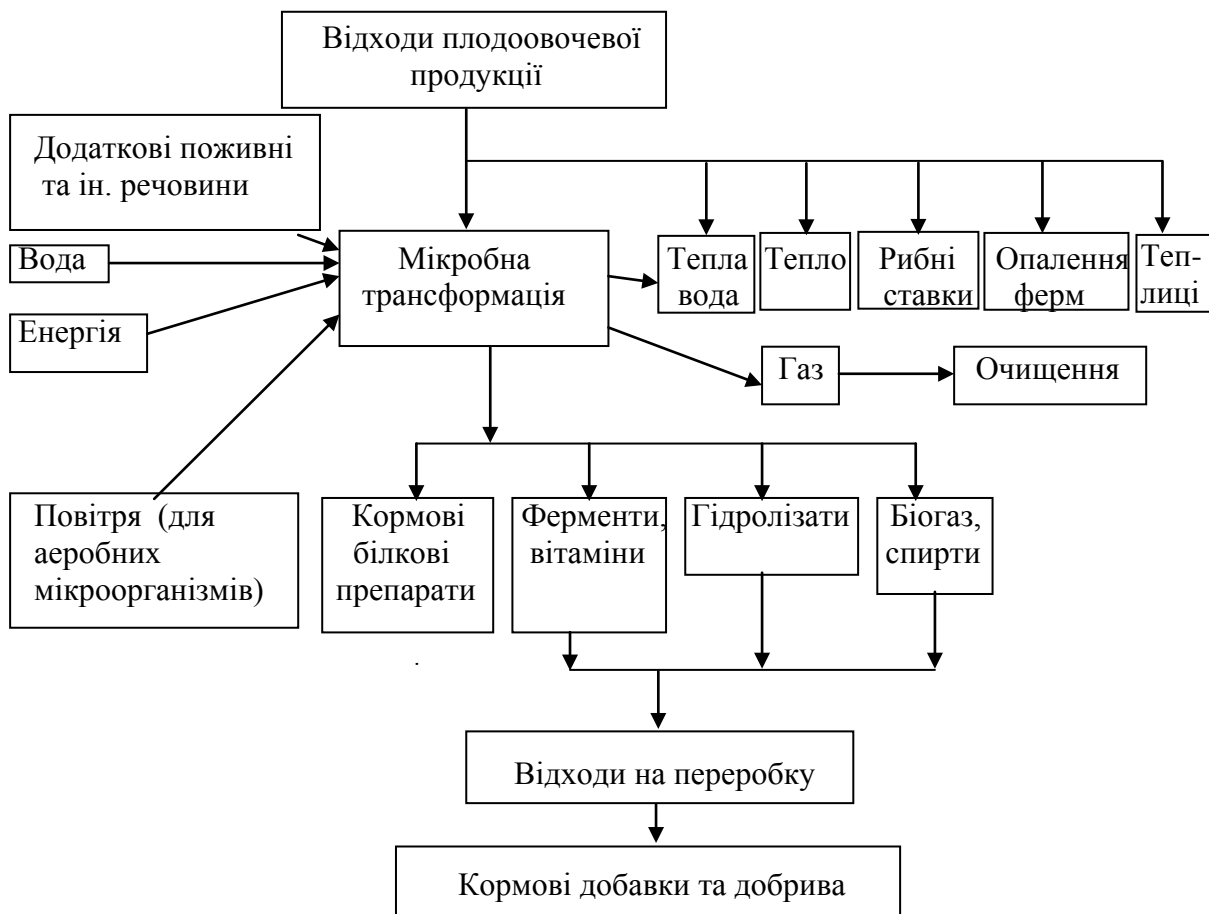 Відходи плодоовочевої
продукції
Додаткові поживні
та ін. речовини
Вода
Енергія
Мікробна
трансформація
Тепла
вода
Тепло
Рибні
ставки
Опалення
ферм
Теп-
лиці
Газ
Очищення
Повітря (для
аеробних
мікроорганізмів)
Кормові
білкові
препарати
Ферменти,
вітаміни
Гідролізати
Біогаз,
спирти
.
Відходи на переробку
Кормові добавки та добрива